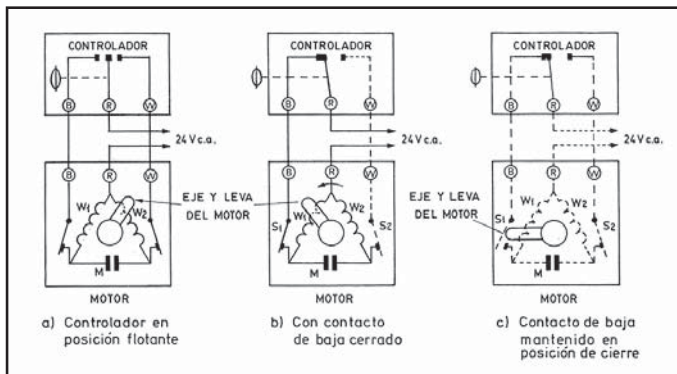 CONTROLADOR
B R W
24 V c.a.
B R W
W1 W2
M
MOTOR
a) Controlador en
posición flotante
CONTROLADOR
B R W
24 V c.a.
B R W
EJE Y LEVA
DEL MOTOR
S1 W1 W2 S2
M
MOTOR
b) Con contacto
de baja cerrado
CONTROLADOR
B R W
24 V c.a.
B R W
EJE Y LEVA
DEL MOTOR
S1 W1 W2 S2
M
MOTOR
c) Contacto de baja
mantenido en
posición de cierre